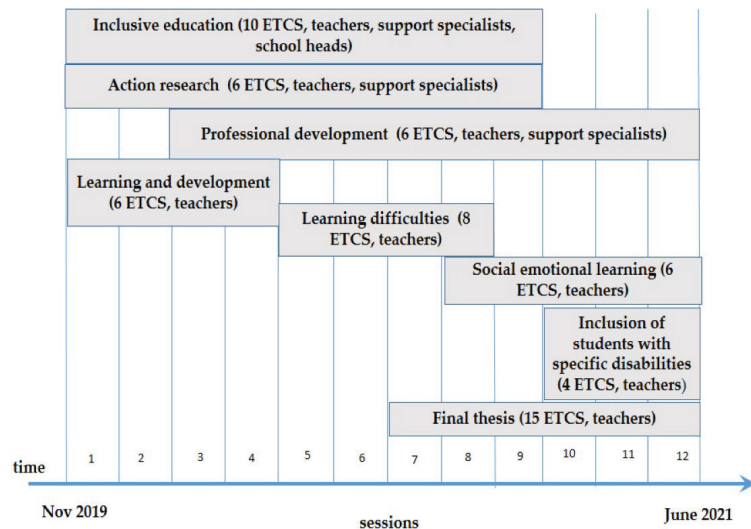 Inclusive education (10 ETCS, teachers, support specialists,
school heads)
Action research (6 ETCS, teachers, support specialists)
Professional development (6 ETCS, teachers, support specialists)
Learning and development
(6 ETCS, teachers)
Learning difficulties (8
ETCS, teachers)
Social emotional learning (6
ETCS, teachers)
Inclusion of
students with
specific disabilities
(4 ETCS, teachers)
Final thesis (15 ETCS, teachers)
time 1 2 3 4 5 6 7 8 9 10 11 12
Nov 2019 sessions June 2021